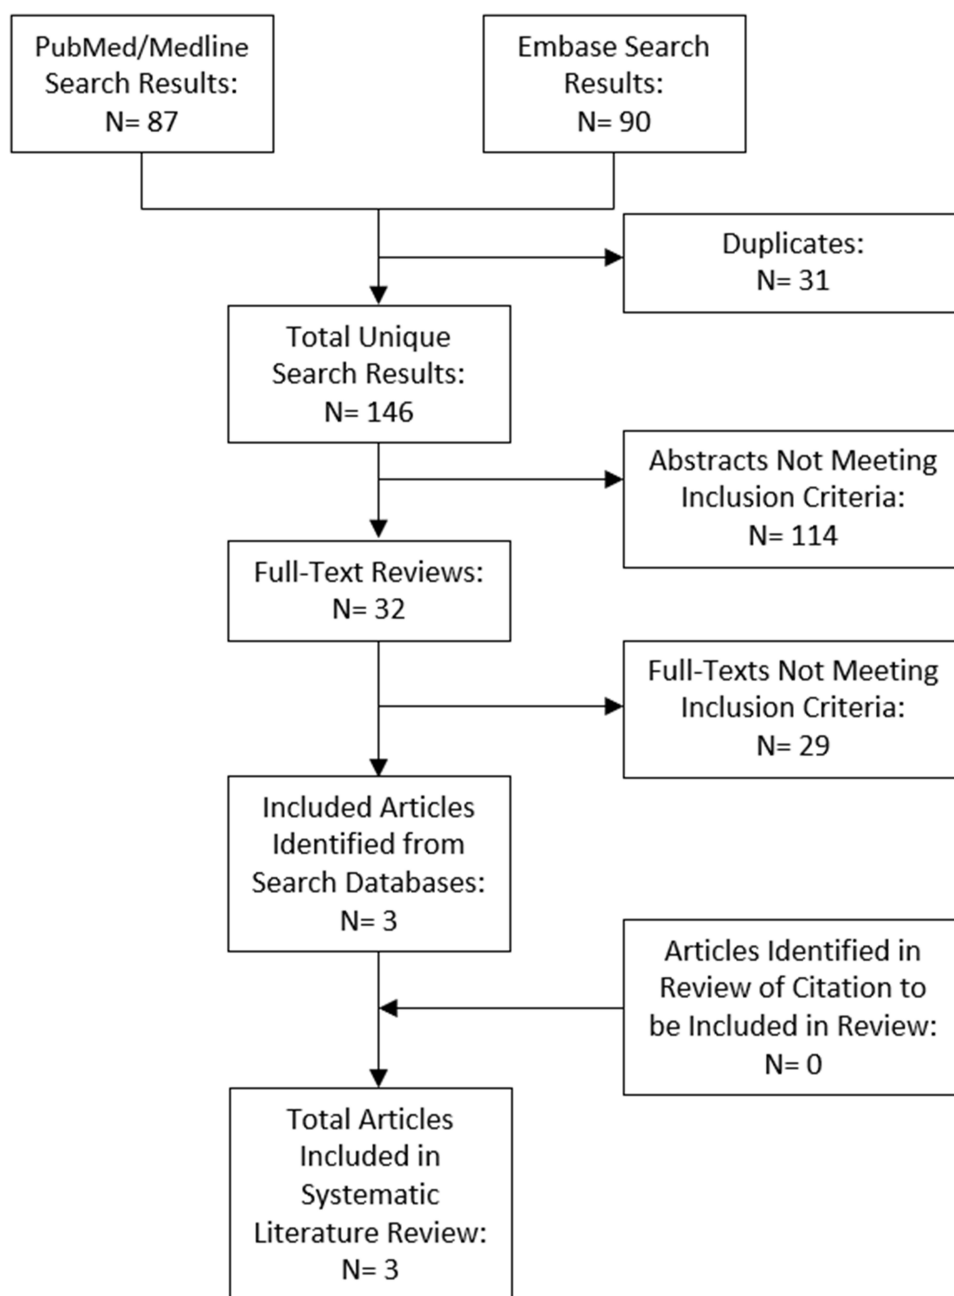 PubMed/Medline
Search Results:
N= 87
Embase Search
Results:
N= 90
Duplicates:
N= 31
Total Unique
Search Results:
N= 146
Abstracts Not Meeting
Inclusion Criteria:
N= 114
Full-Text Reviews:
N= 32
Full-Texts Not Meeting
Inclusion Criteria:
N= 29
Included Articles
Identified from
Search Databases:
N= 3
Articles Identified in
Review of Citation to
be Included in Review:
N= 0
Total Articles
Included in
Systematic
Literature Review:
N= 3